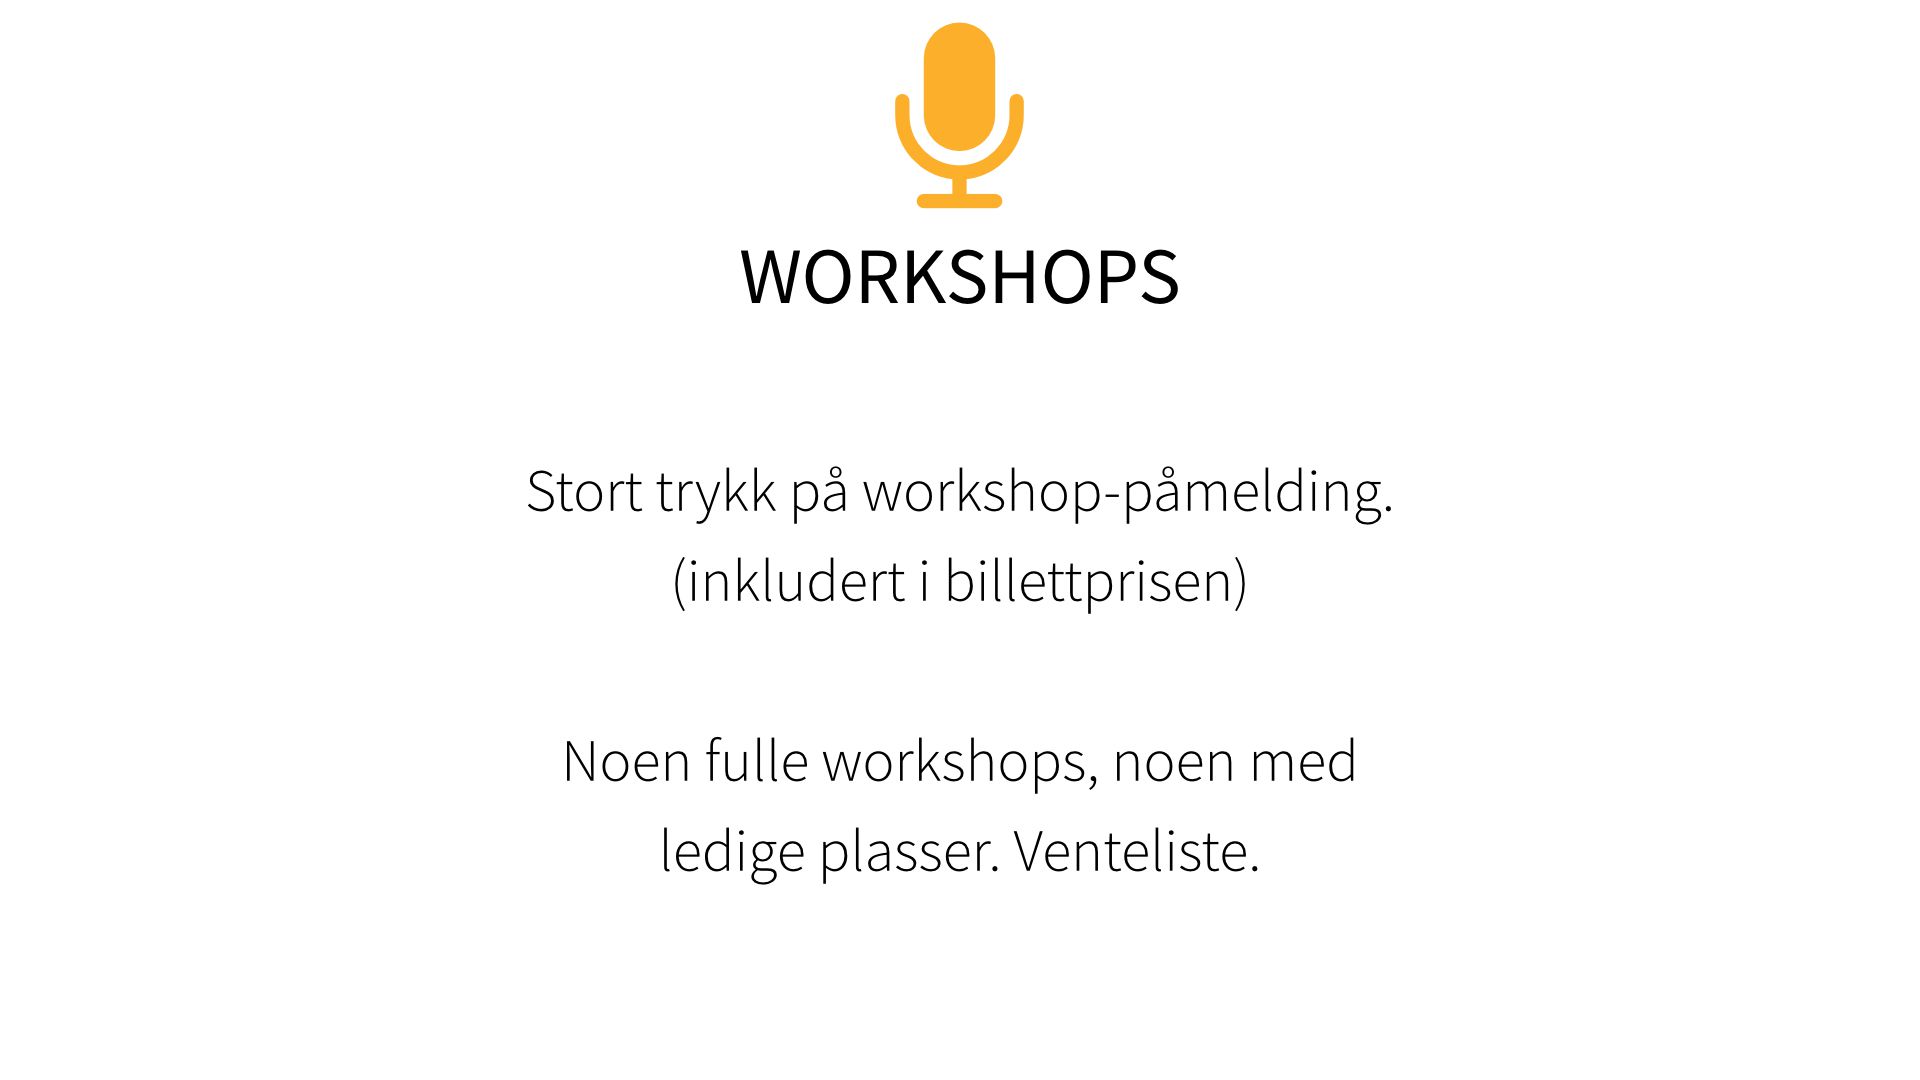 WORKSHOPS
Stort trykk på workshop-påmelding.
(inkludert i billettprisen)
Noen fulle workshops, noen med
ledige plasser. Venteliste.